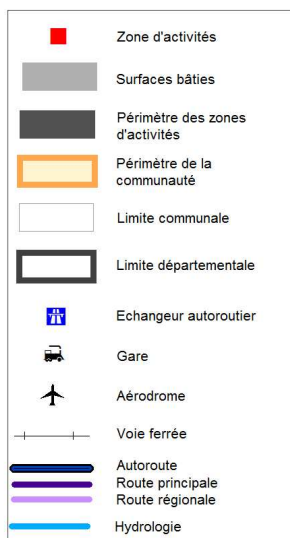 Zone d'activités
Surfaces bâties
Périmètre des zones
d'activités
Périmètre de la
communauté
Limite communale
Limite départementale
Echangeur autoroutier
Gare
Aérodrome
Voie ferrée
Autoroute
Route principale
Route régionale
Hydrologie